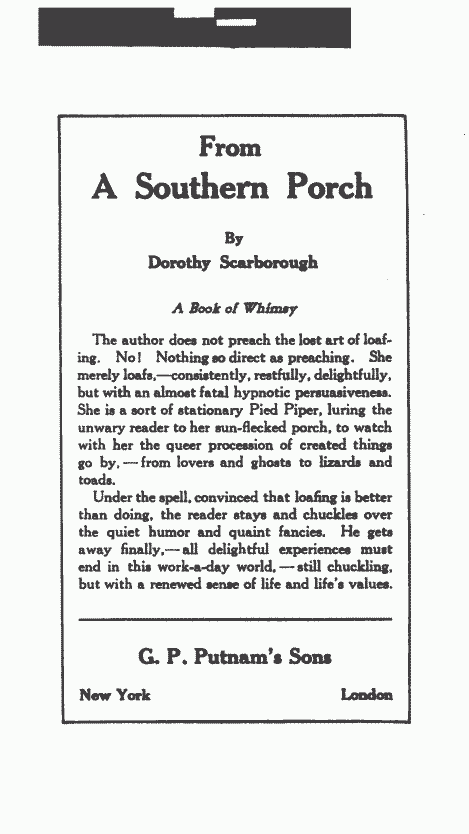 From
A Southern Porch
By
Dorothy Scarborough
A Book of Whimsy
The author does not preach the lost art of loaf-
ing. No! Nothing so direct as preaching. She
merely loafs,—consistently, restfully, delightfully,
but with an almost fatal hypnotic persuasiveness.
She is a sort of stationary Pied Piper, luring the
unwary reader to her sun-flecked porch, to watch
with her the queer procession of created things
go by,—from lovers and ghosts to lizards and
toads.
Under the spell, convinced that loafing is better
than doing, the reader stays and chuckles over
the quiet humor and quaint fancies. He gets
away finally,—all delightful experiences must
end in this work-a-day world,—still chuckling,
but with a renewed sense of life and life's values.
G. P. Putnam's Sons
New York London